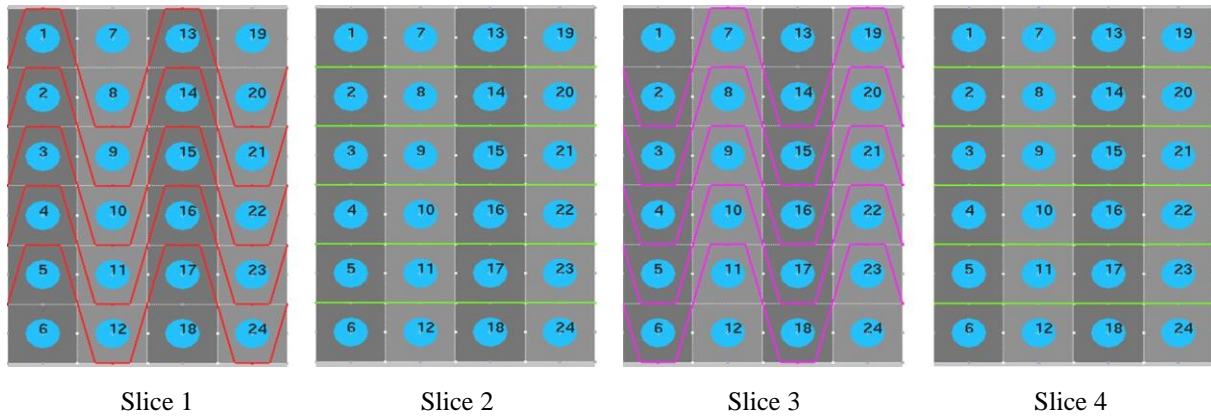 1 7 13 19 1 7 13 19 1 7 13 19 1 7 13 19
2 8 14 20 2 8 14 20 2 8 14 20 2 8 14 20
3 9 15 21 3 9 15 21 3 9 15 21 3 9 15 21
4 10 16 22 4 10 16 22 4 10 16 22 4 10 16 22
5 11 17 23 5 11 17 23 5 11 17 23 5 11 17 23
6 12 18 24 6 12 18 24 6 12 18 24 6 12 18 24
Slice 1 Slice 2 Slice 3 Slice 4